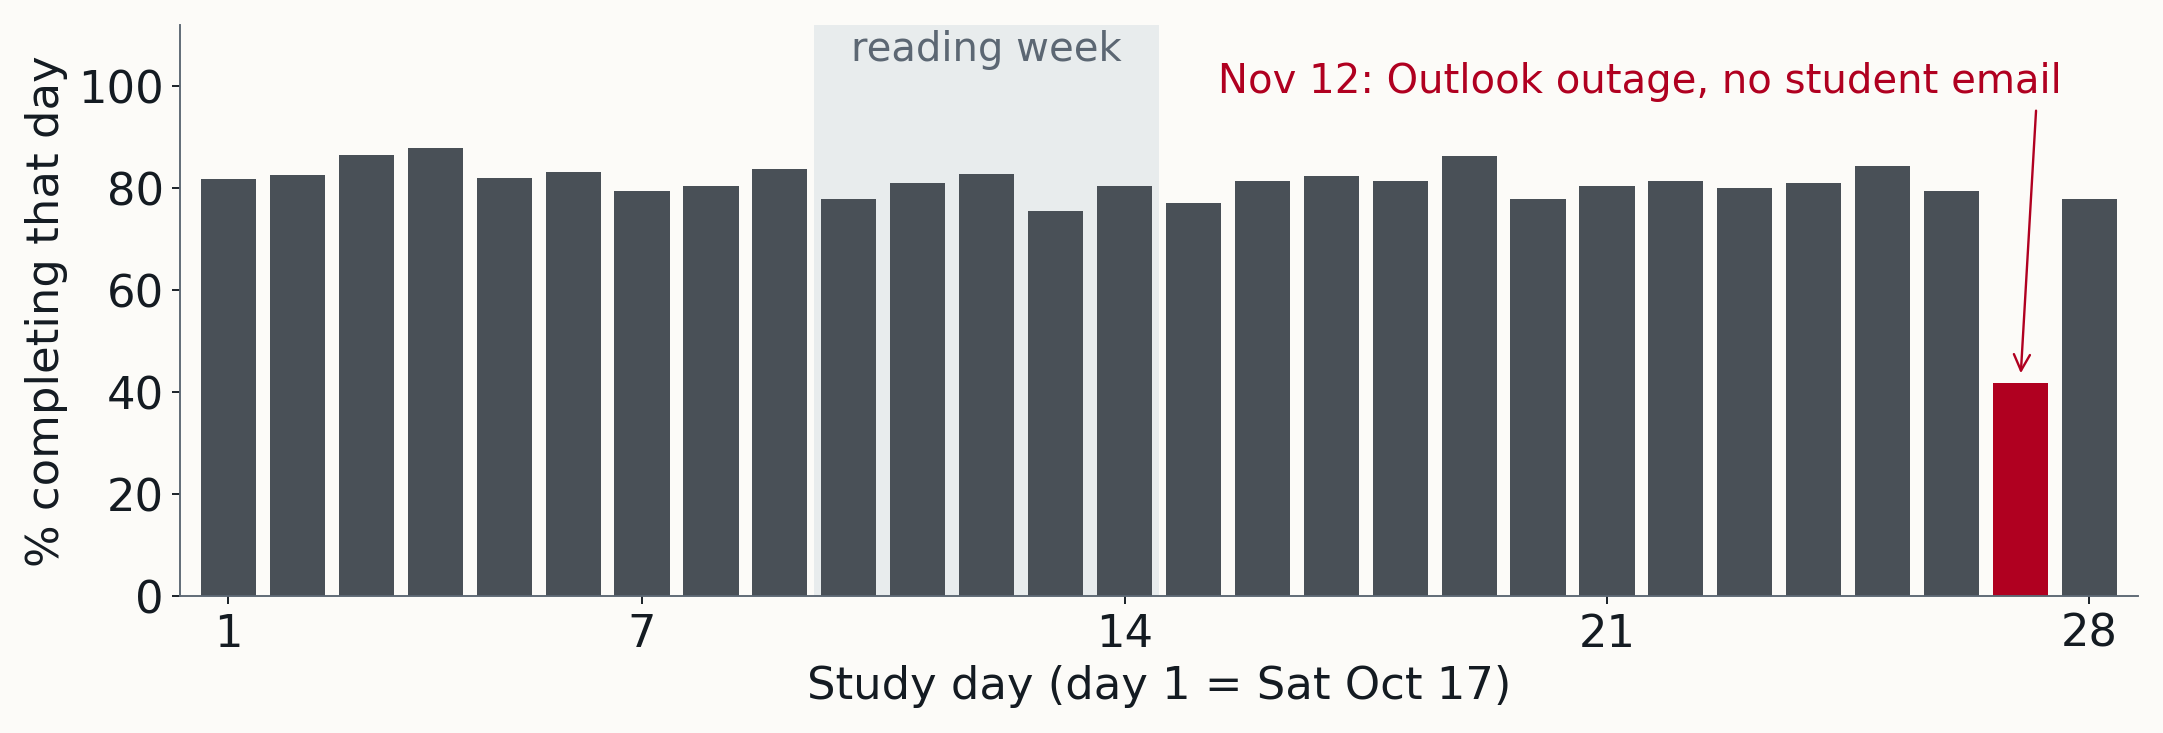 reading week
Nov 12: Outlook outage, no student email
% completing that day
100
80
60
40
20
0
1 7 14 21 28
Study day (day 1 = Sat Oct 17)